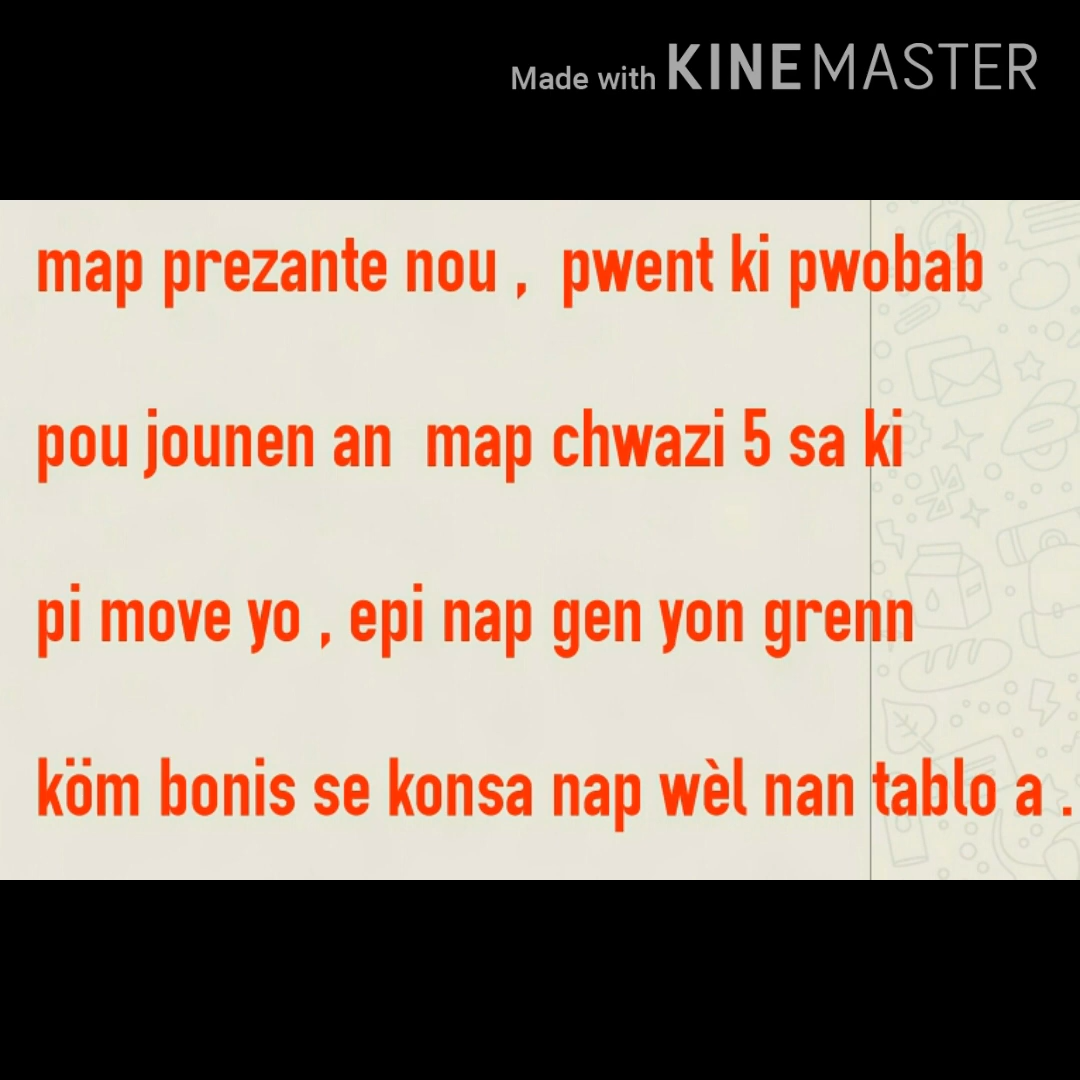 Made with KINEMASTER
map prezante nou , pwent ki pwobab
pou jounen an map chwazi 5 sa ki
pi move yo , epi nap gen yon grenn
köm bonis se konsa nap wèl nan tablo a .